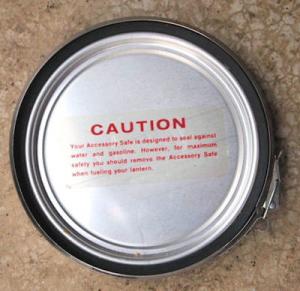 CAUTION
Your Accessory Safe is designed to seal against
water and gasoline. However, for maximum
safety you should remove the Accessory Safe
when fueling your lantern.